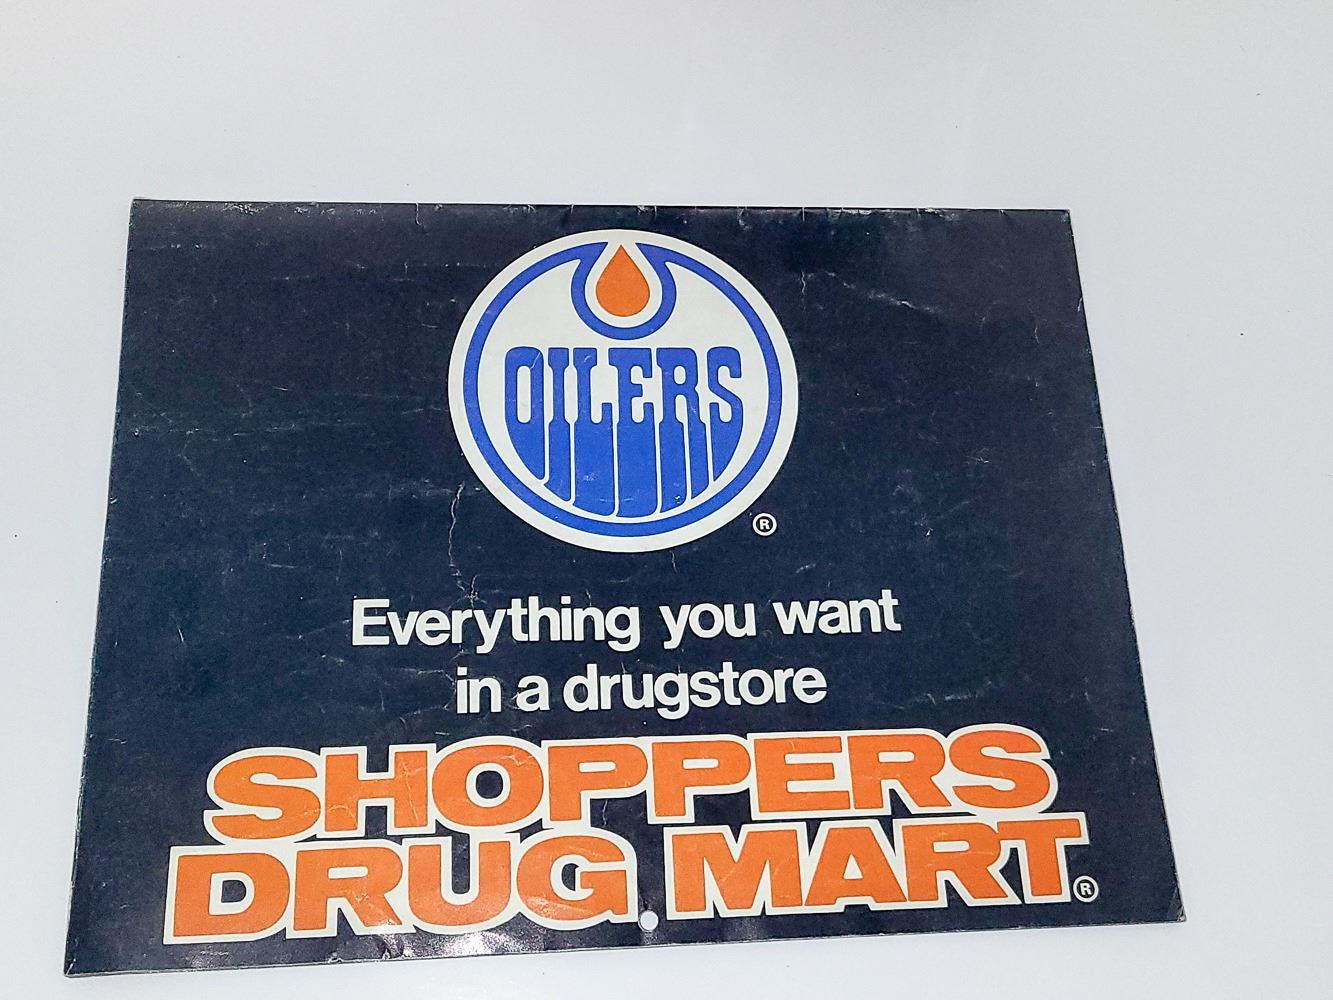 OILERS
®
Everything you want
in a drugstore
SHOPPERS
DRUG MART®